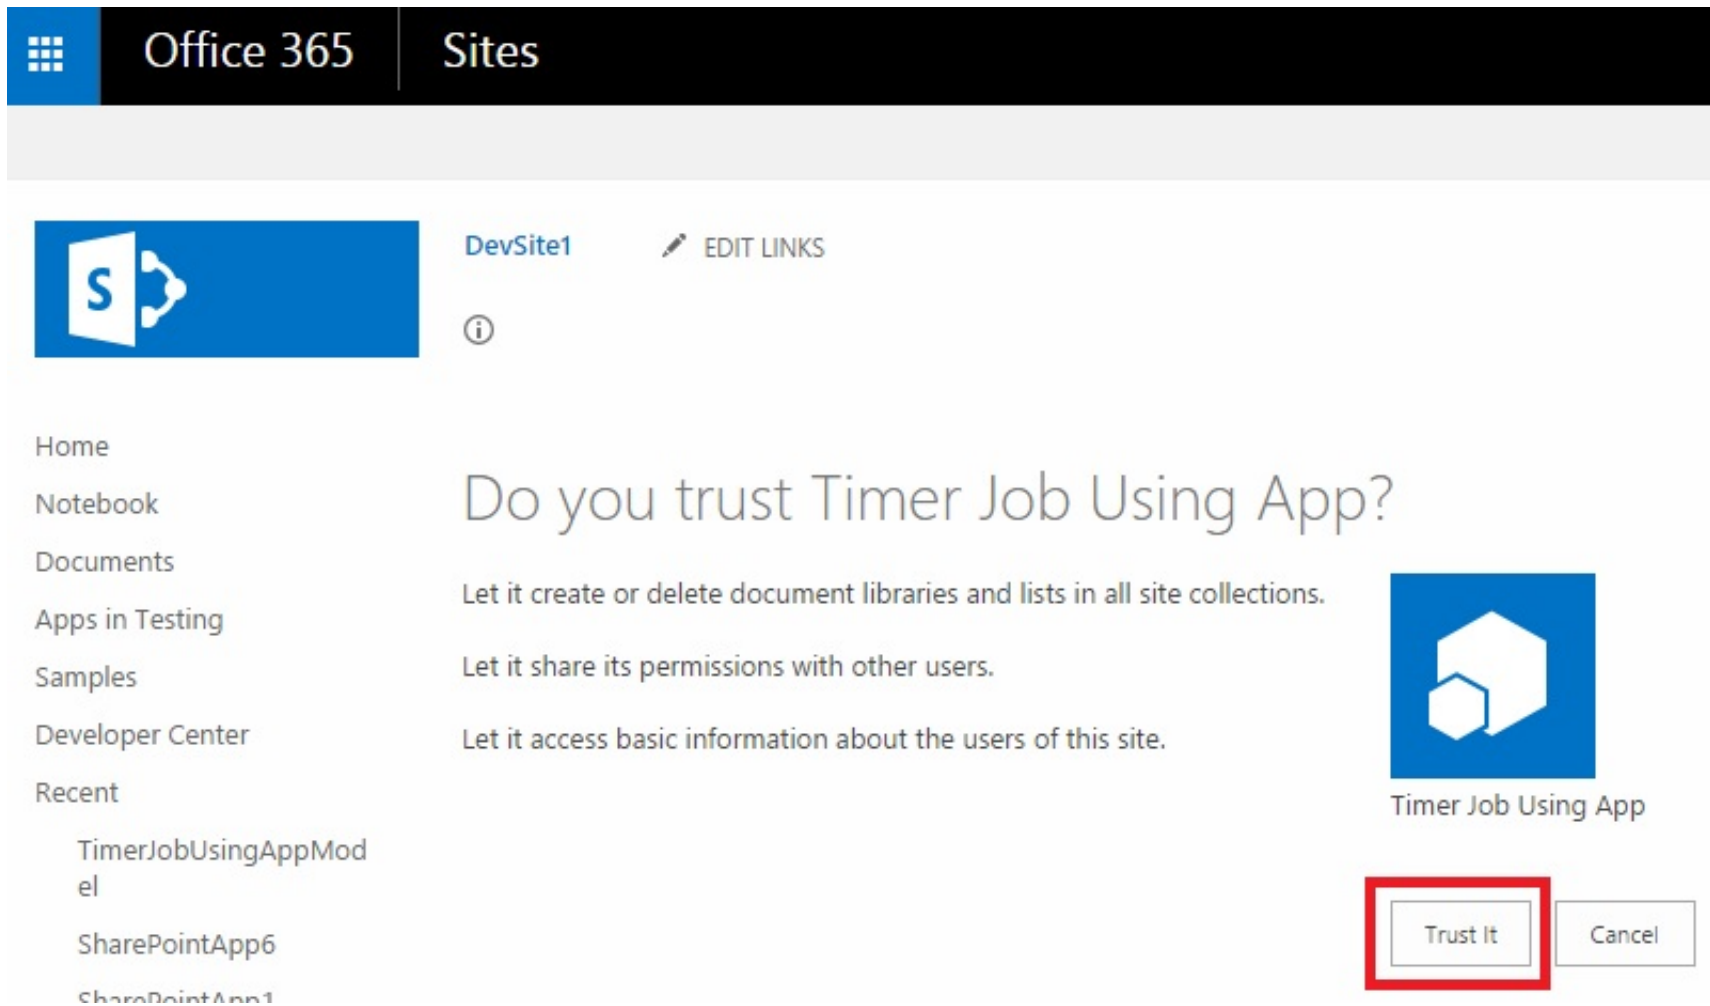 Office 365
Sites
DevSite1
EDIT LINKS
Home
Notebook
Documents
Apps in Testing
Samples
Developer Center
Recent
TimerJobUsingAppMod
el
SharePointApp6
SharePointApp1
Do you trust Timer Job Using App?
Let it create or delete document libraries and lists in all site collections.
Let it share its permissions with other users.
Let it access basic information about the users of this site.
Timer Job Using App
Trust It
Cancel